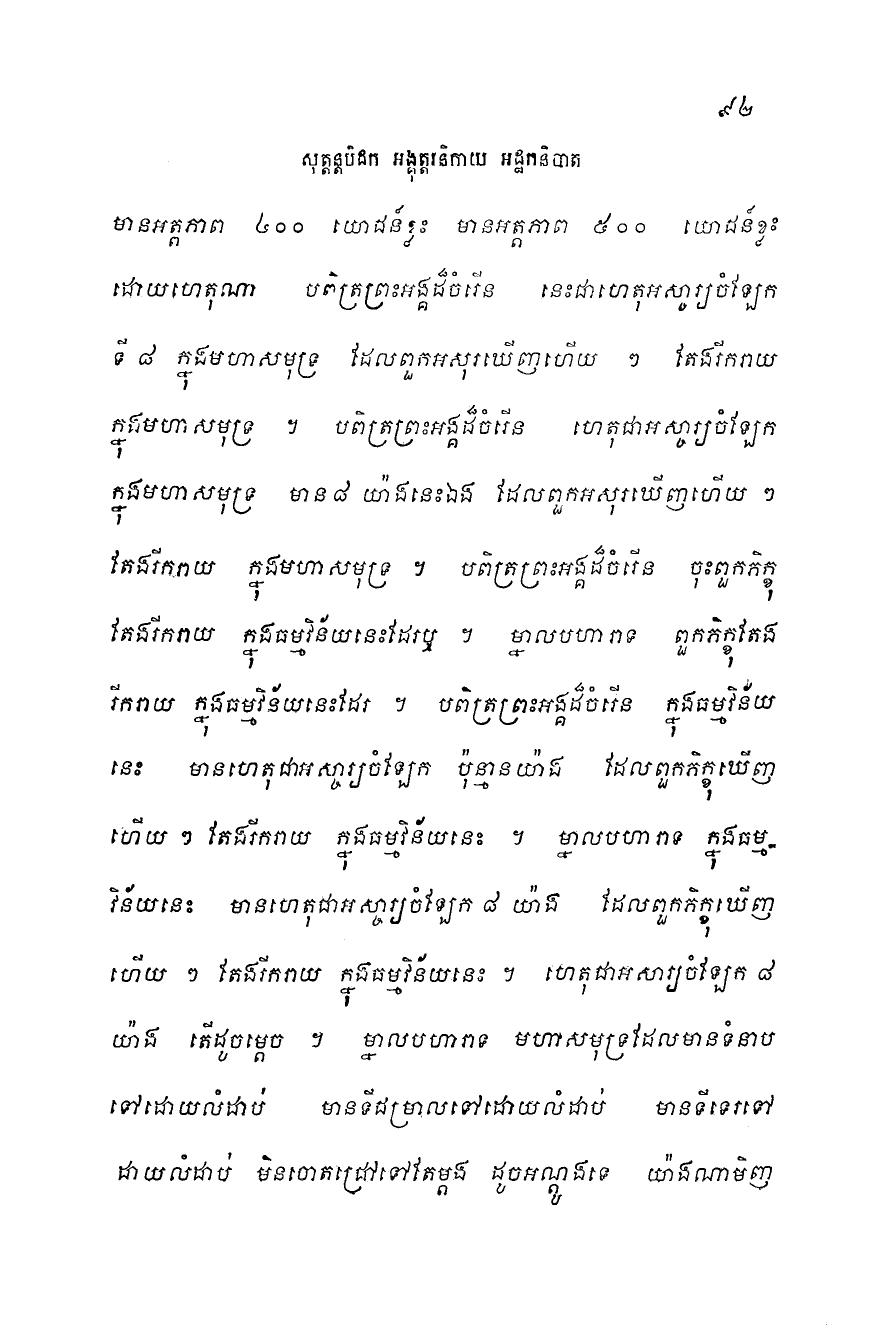 ៩៤
សុត្តន្តបិដក អង្គុត្តរនិកាយ អដ្ឋកនិបាត
មានអត្តភាព ៤០០ យោជន៍ខ្លះ មានអត្តភាព ៥០០ យោជន៍ខ្លះ
ដោយហេតុណា បពិត្រព្រះអង្គដ៏ចំរើន នេះជាហេតុអស្ចារ្យចំឡែក
ទី ៨ ក្នុងមហាសមុទ្រ ដែលពួកអសុរឃើញហើយ ៗ តែងរីករាយ
ក្នុងមហាសមុទ្រ ។ បពិត្រព្រះអង្គដ៏ចំរើន ហេតុជាអស្ចារ្យចំឡែក
ក្នុងមហាសមុទ្រ មាន៨ យ៉ាងនេះឯង ដែលពួកអសុរឃើញហើយ ៗ
តែងរីករាយ ក្នុងមហាសមុទ្រ ។ បពិត្រព្រះអង្គដ៏ចំរើន ចុះពួកភិក្ខុ
តែងរីករាយ ក្នុងធម្មវិន័យនេះដែរឬ ។ ម្នាលបហារាទ ពួកភិក្ខុតែង
រីករាយ ក្នុងធម្មវិន័យនេះដែរ ។ បពិត្រព្រះអង្គដ៏ចំរើន ក្នុងធម្មវិន័យ
នេះ មានហេតុជាអស្ចារ្យចំឡែក ប៉ុន្មានយ៉ាង ដែលពួកភិក្ខុឃើញ
ហើយ ៗ តែងរីករាយ ក្នុងធម្មវិន័យនេះ ។ ម្នាលបហារាទ ក្នុងធម្ម-
វិន័យនេះ មានហេតុជាអស្ចារ្យចំឡែក ៨ យ៉ាង ដែលពួកភិក្ខុឃើញ
ហើយ ៗ តែងរីករាយ ក្នុងធម្មវិន័យនេះ ។ ហេតុជាអសារ្យចំឡែក ៨
យ៉ាង តើដូចម្តេច ។ ម្នាលបហារាទ មហាសមុទ្រដែលមានទំនាប
ទៅដោយលំដាប់ មានទីជម្រាលទៅដោយលំដាប់ មានទីទេរទៅ
ដាយលំដាប់ មិនចោតជ្រៅទៅតែម្តង ដូចអណ្តូងទេ យ៉ាងណាមិញ